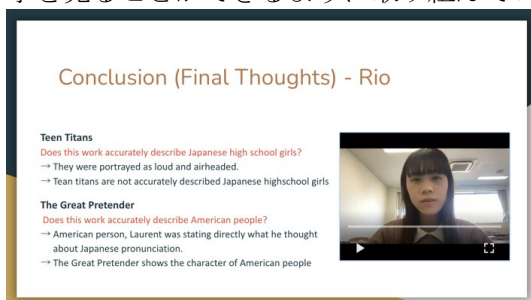 Conclusion (Final Thoughts) - Rio
Teen Titans
Does this work accurately describe Japanese high school girls?
→ They were portrayed as loud and airheaded.
→ Tean titans are not accurately described Japanese highschool girls
The Great Pretender
Does this work accurately describe American people?
→ American person, Laurent was stating directly what he thought
about Japanese pronunciation.
→ The Great Pretender shows the character of American people